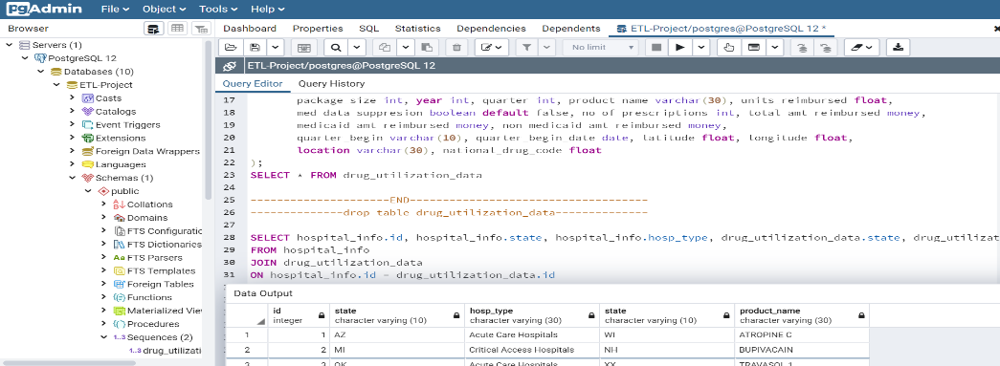 pgAdmin File Object Tools Help
Browser
Dashboard Properties SQL Statistics Dependencies Dependents ETL-Project/postgres@PostgreSQL 12 *
Servers (1)
PostgreSQL 12
Databases (10)
ETL-Project
Casts
Catalogs
Event Triggers
Extensions
Foreign Data Wrappers
Languages
Schemas (1)
public
Collations
Domains
FTS Configuratic
FTS Dictionaries
FTS Parsers
FTS Templates
Foreign Tables
Functions
Materialized Viev
Procedures
Sequences (2)
drug_utilizati
No limit
ETL-Project/postgres@PostgreSQL 12
Query Editor Query History
17 package size int, year int, quarter int, product name varchar(30), units reimbursed float,
18 med data suppresion boolean default false, no of prescriptions int, total amt reimbursed money,
19 medicaid amt reimbursed money, non medicaid amt reimbursed money,
20 quarter begin varchar(10), quarter begin date date, latitude float, longitude float,
21 location varchar(30), national_drug_code float
22 );
23 SELECT * FROM drug_utilization_data
24
25 ---------------------END------------------------------------
26 --------------drop table drug_utilization_data--------------
27
28 SELECT hospital_info.id, hospital_info.state, hospital_info.hosp_type, drug_utilization_data.state, drug_utilizat
29 FROM hospital_info
30 JOIN drug_utilization_data
31 ON hospital_info.id = drug_utilization_data.id
Data Output
id integer state character varying (10) hosp_type character varying (30) state character varying (10) product_name character varying (30)
1 1 AZ Acute Care Hospitals WI ATROPINE C
2 2 MI Critical Access Hospitals NH BUPIVACAIN
3 3 OK Acute Care Hospitals XX TRAVASOL 1